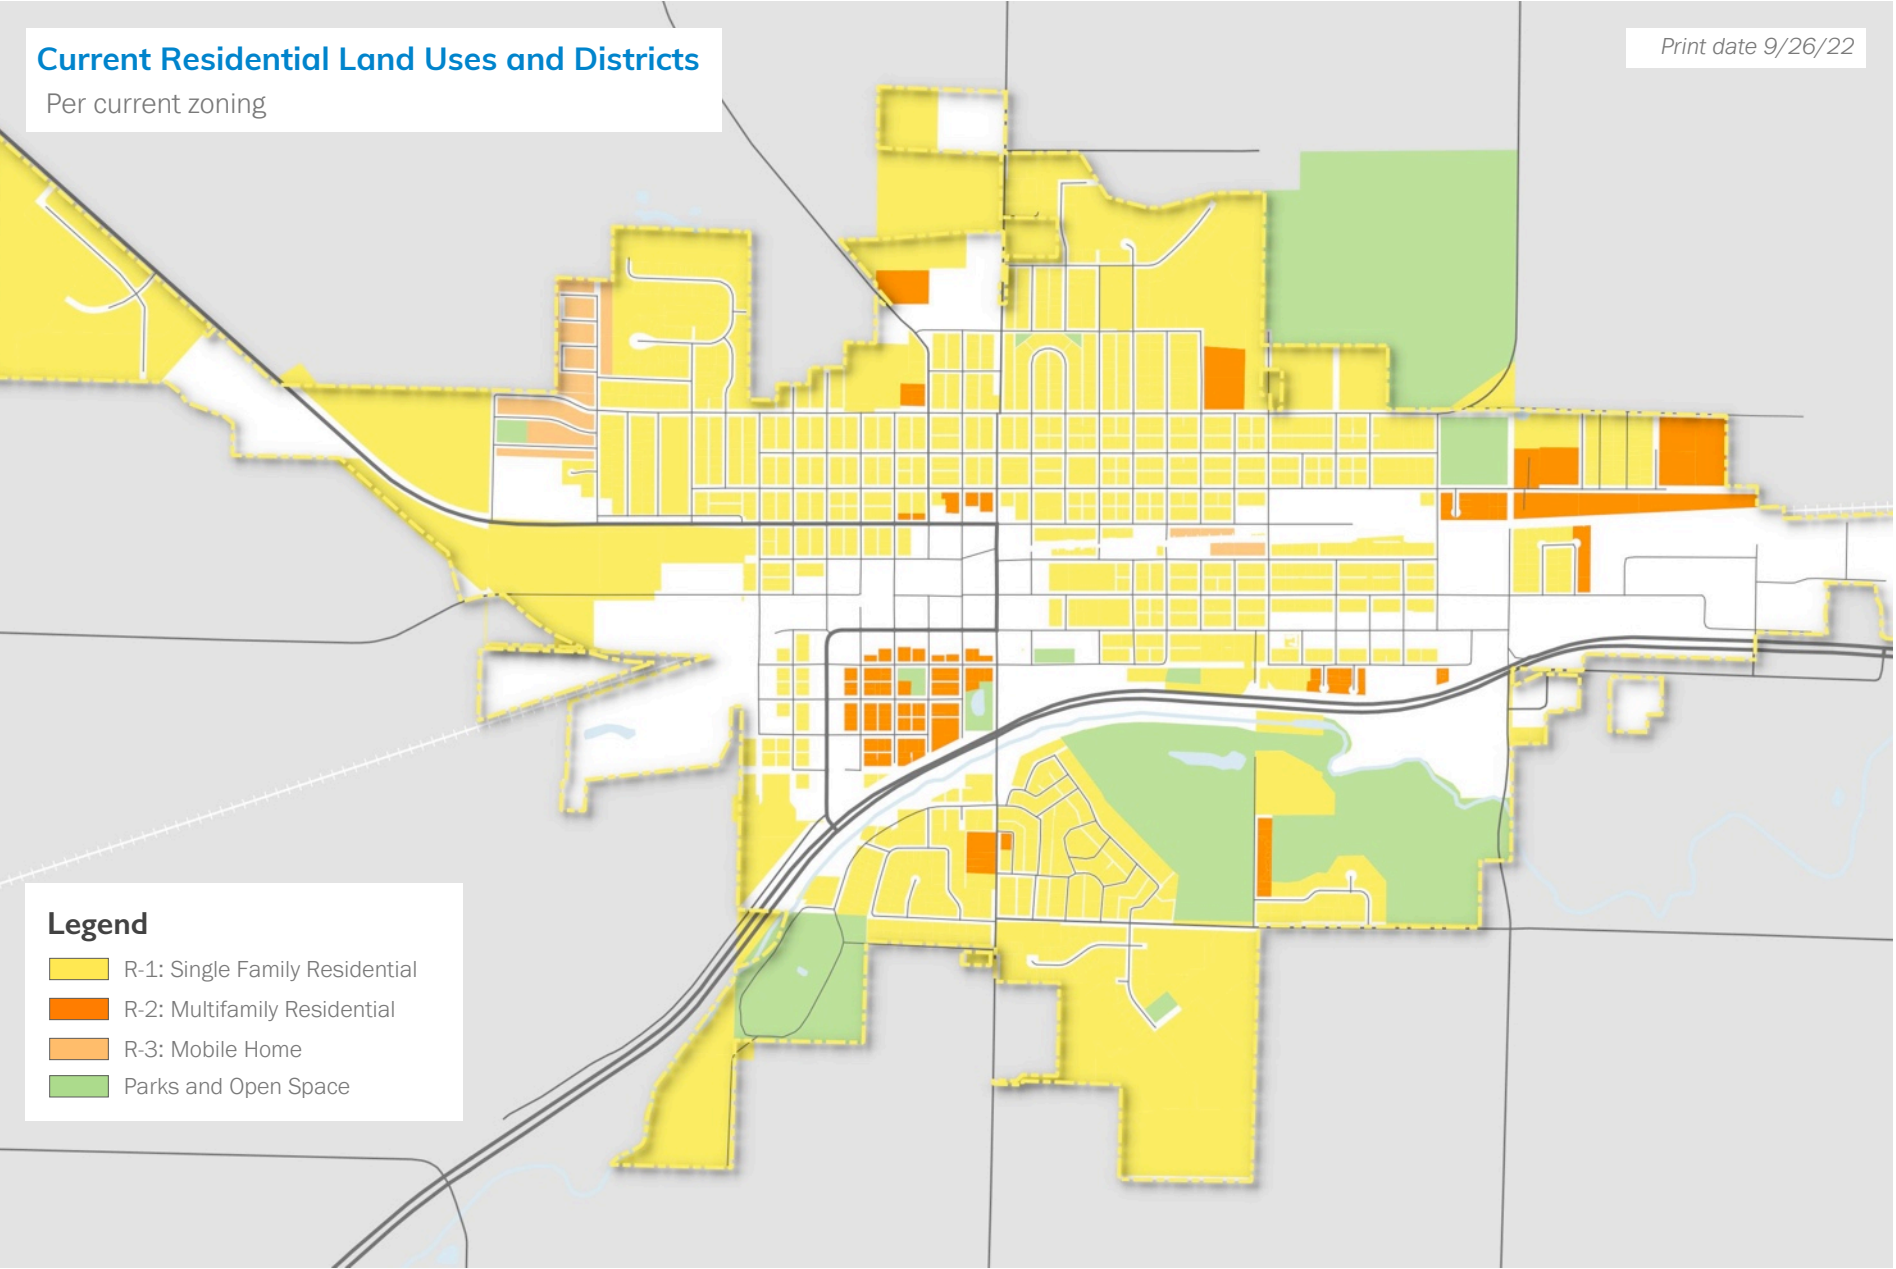 Current Residential Land Uses and Districts
Per current zoning
Print date 9/26/22
Legend
R-1: Single Family Residential
R-2: Multifamily Residential
R-3: Mobile Home
Parks and Open Space